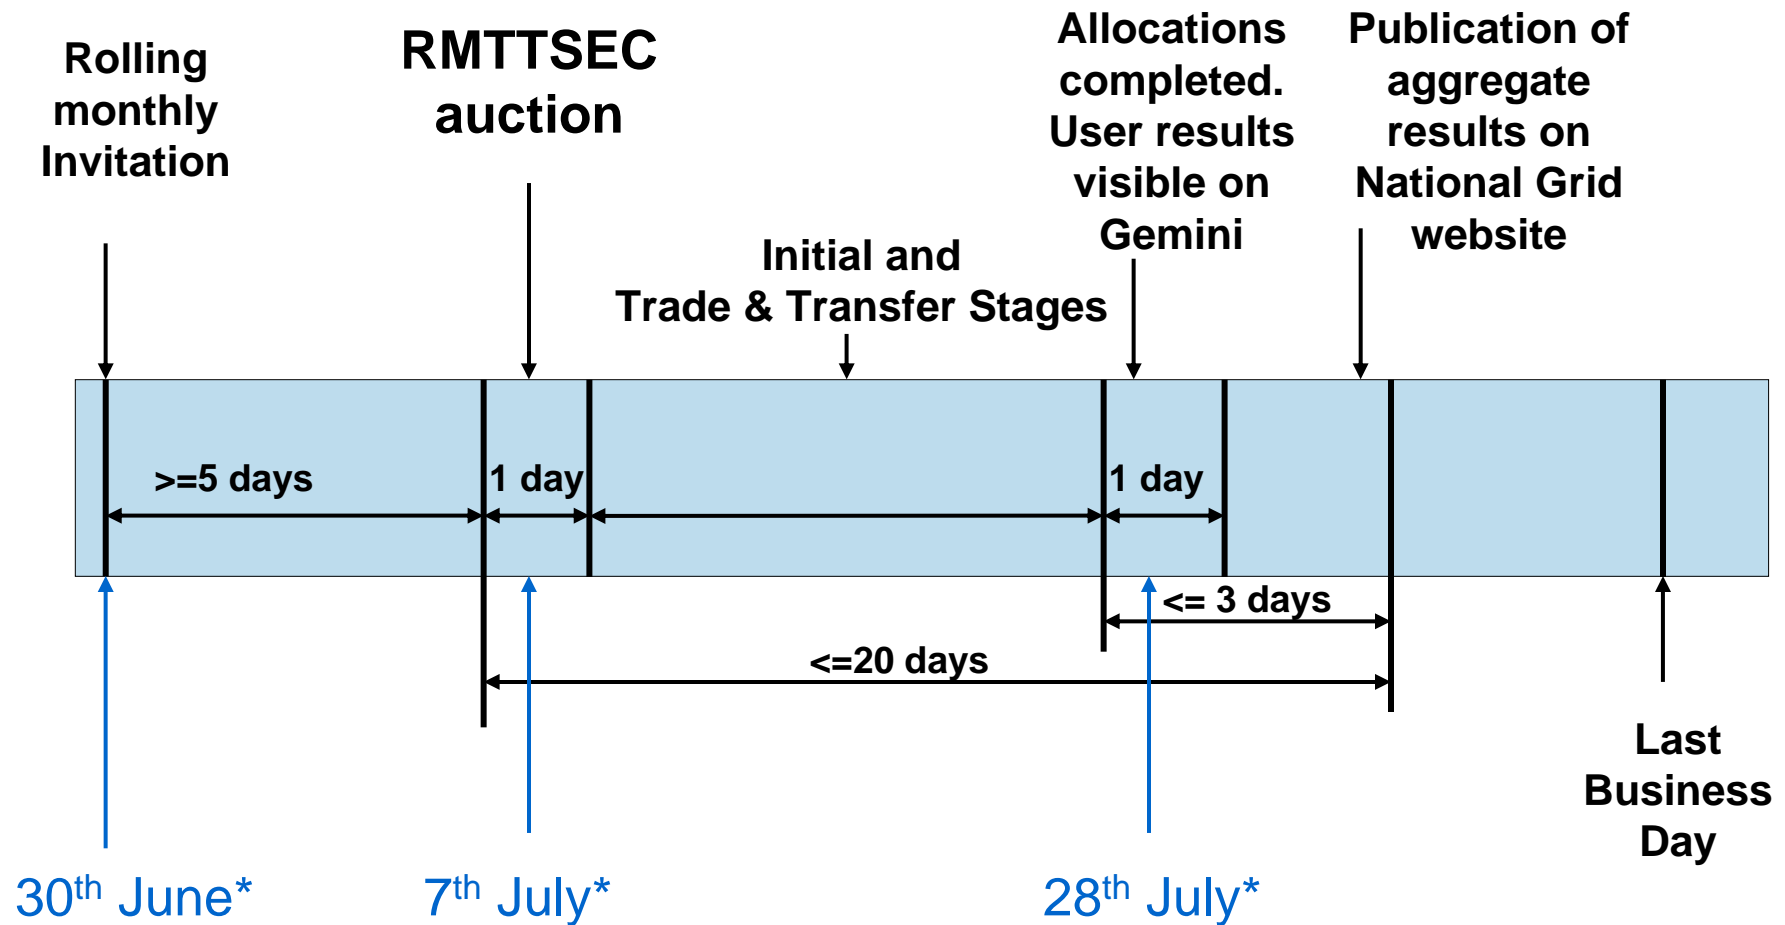 Rolling
monthly
Invitation
RMTTSEC
auction
Initial and
Trade & Transfer Stages
Allocations
completed.
User results
visible on
Gemini
Publication of
aggregate
results on
National Grid
website
>=5 days
1 day
1 day
<= 3 days
<=20 days
Last
Business
Day
30th June*
7th July*
28th July*